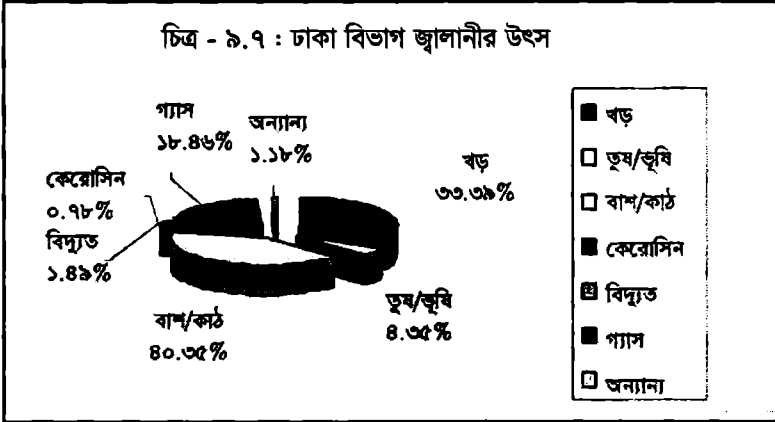 চিত্র - ৯.৭ : ঢাকা বিভাগ জ্বালানীর উৎস
গ্যাস
১৮.৪৬%
অন্যান্য
১.১৮%
খড়
৩৩.৩৯%
কেরোসিন
০.৭৮%
বিদ্যুত
১.৪৯%
বাশ/কাঠ
৪০.৩৫%
তুষ/ভূষি
৪.৩৫%
খড়
তুষ/ভূষি
বাশ/কাঠ
কেরোসিন
বিদ্যুত
গ্যাস
অন্যান্য